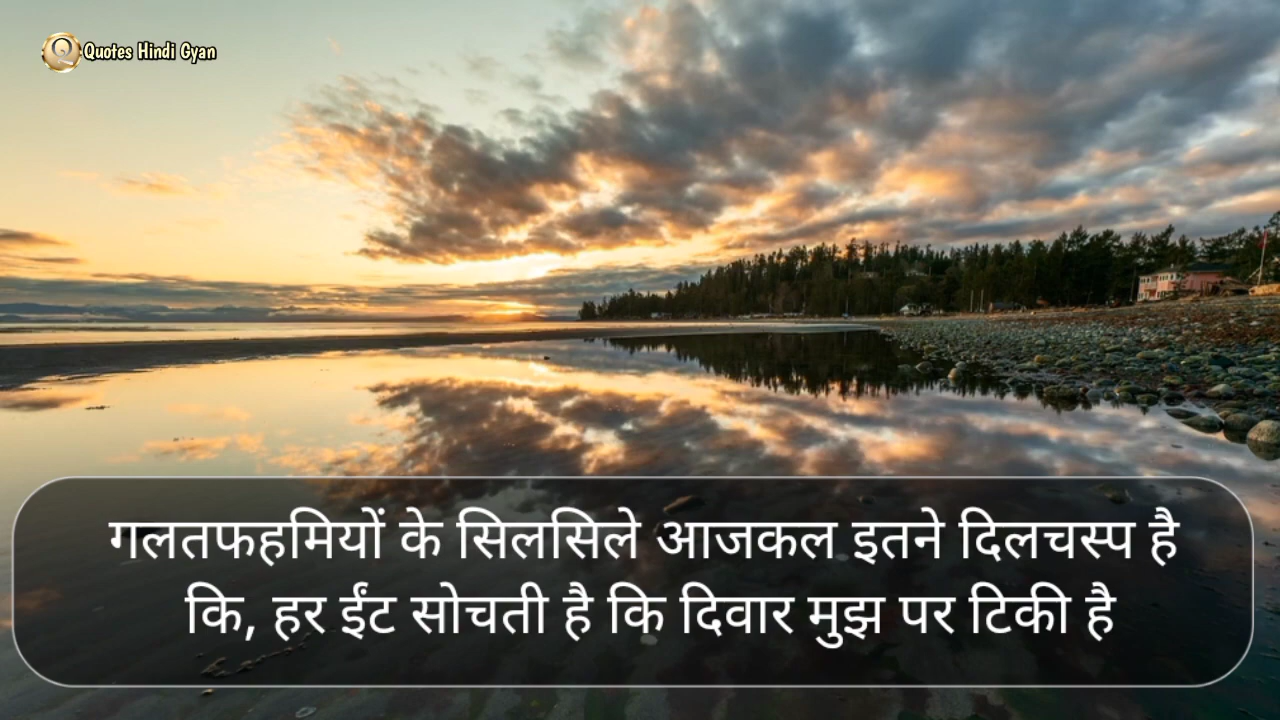 Quotes Hindi Gyan
गलतफहमियों के सिलसिले आजकल इतने दिलचस्प है
कि, हर ईंट सोचती है कि दिवार मुझ पर टिकी है